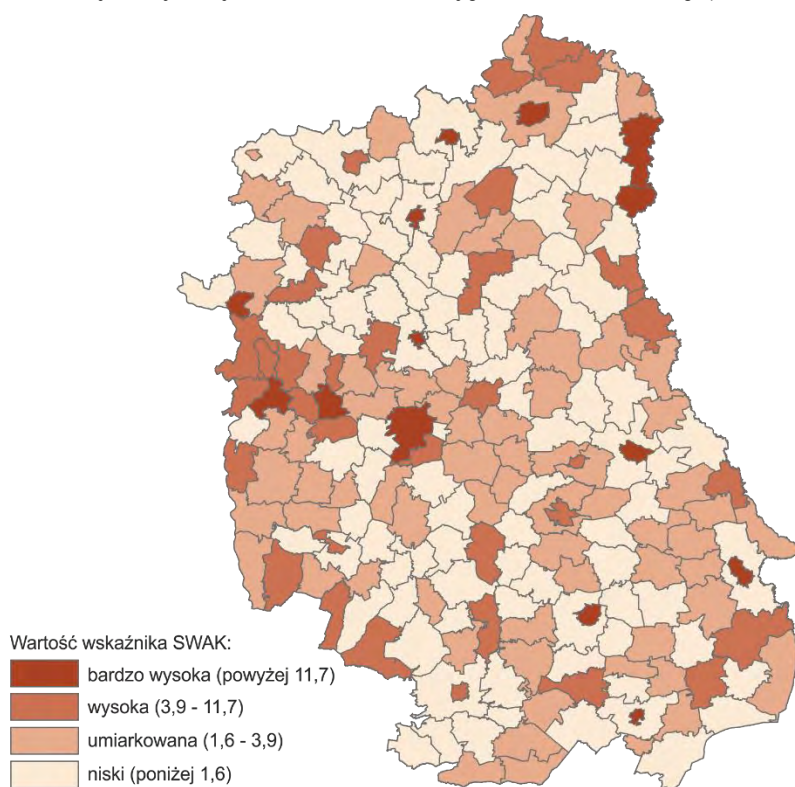 Wartość wskaźnika SWAK:
bardzo wysoka (powyżej 11,7)
wysoka (3,9 - 11,7)
umiarkowana (1,6 - 3,9)
niski (poniżej 1,6)